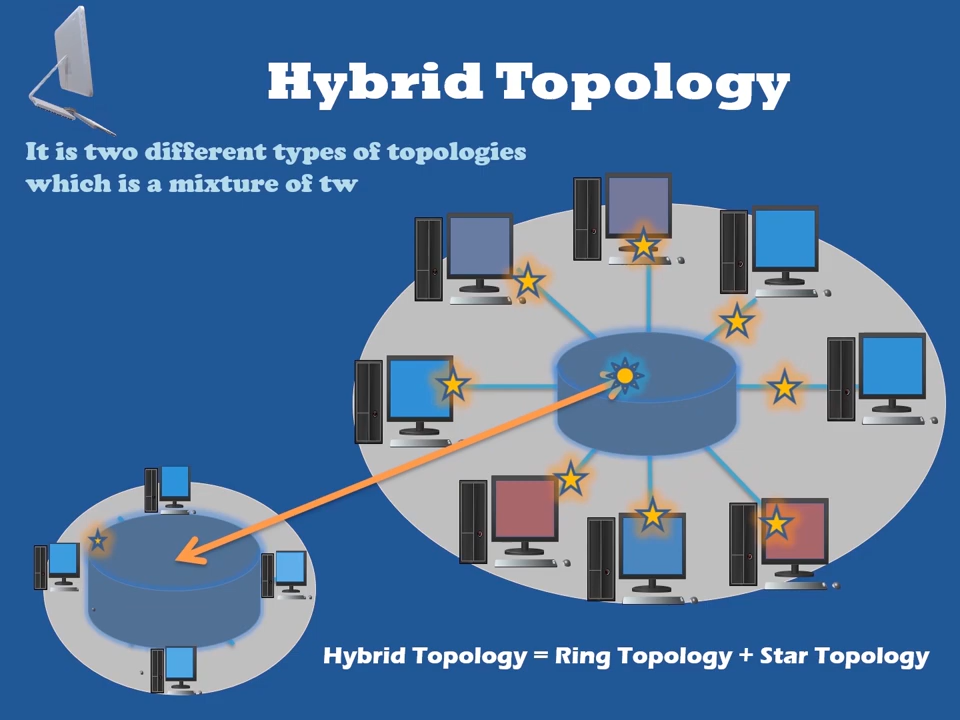 Hybrid Topology
It is two different types of topologies
which is a mixture of tw
Hybrid Topology = Ring Topology + Star Topology